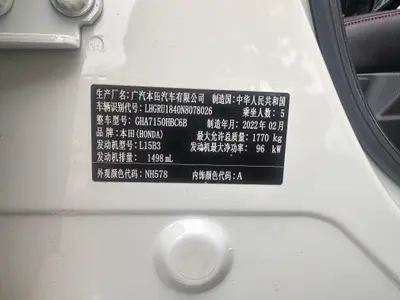 生产厂名:广汽本田汽车有限公司 制造国:中华人民共和国
车辆识别代号:LHGRU1840N8078026 乘坐人数:5
整车型号:GHA7150HBC6B 制造年月:2022年02月
品牌:本田(HONDA) 最大允许总质量:1770 kg
发动机型号:L15B3 发动机最大净功率:96 kW
发动机排量:1498 mL
外观颜色代码:NH578 内饰颜色代码:A